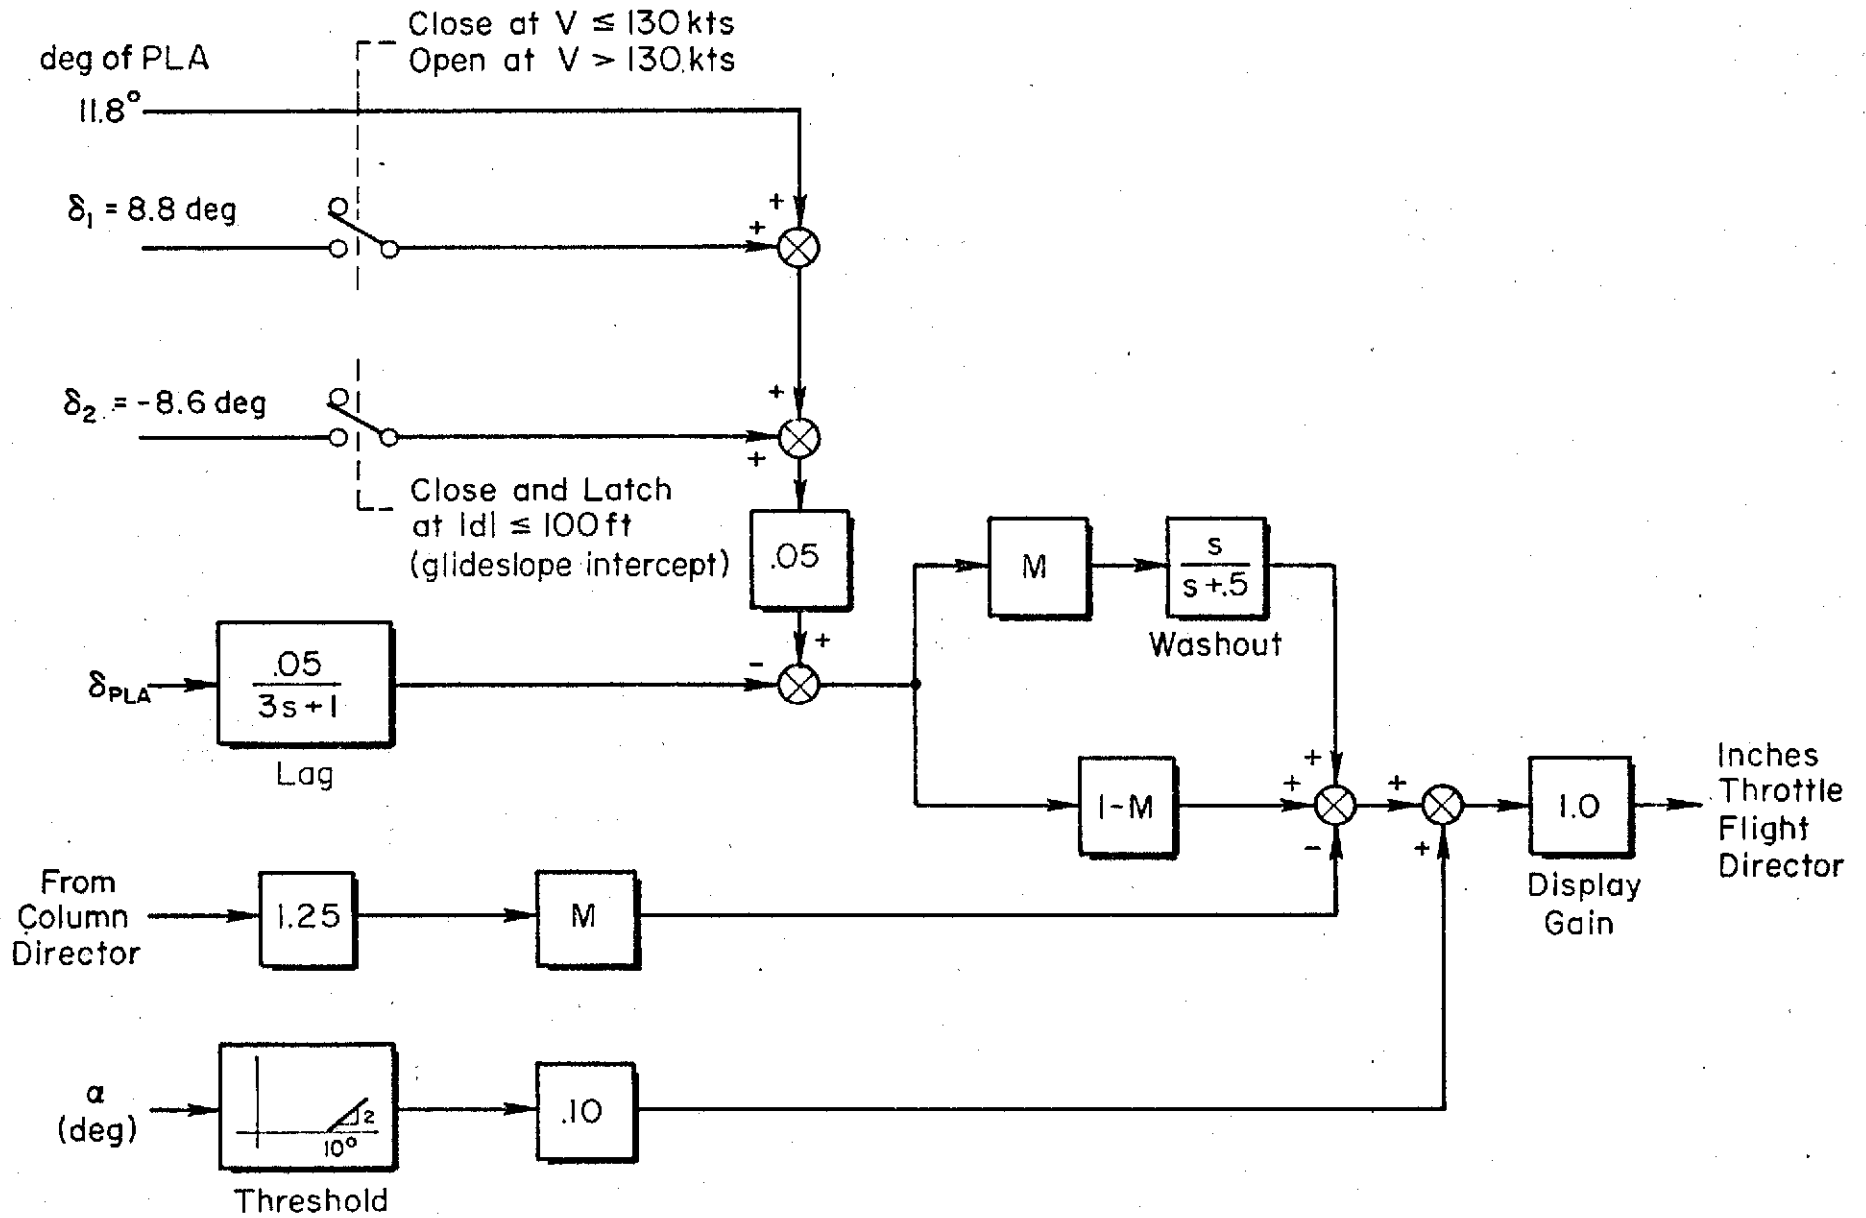 Close at V ≤ 130 kts
Open at V > 130 kts
deg of PLA
11.8°
δ₁ = 8.8 deg
δ₂ = -8.6 deg
Close and Latch
at |d| ≤ 100 ft
(glideslope intercept)
+
+
+
+
.05
+
-
M
s
s+.5
Washout
δPLA
.05
3s+1
Lag
1-M
+
+
-
+
+
1.0
Display
Gain
Inches
Throttle
Flight
Director
From
Column
Director
1.25
M
α
(deg)
2
10°
Threshold
.10